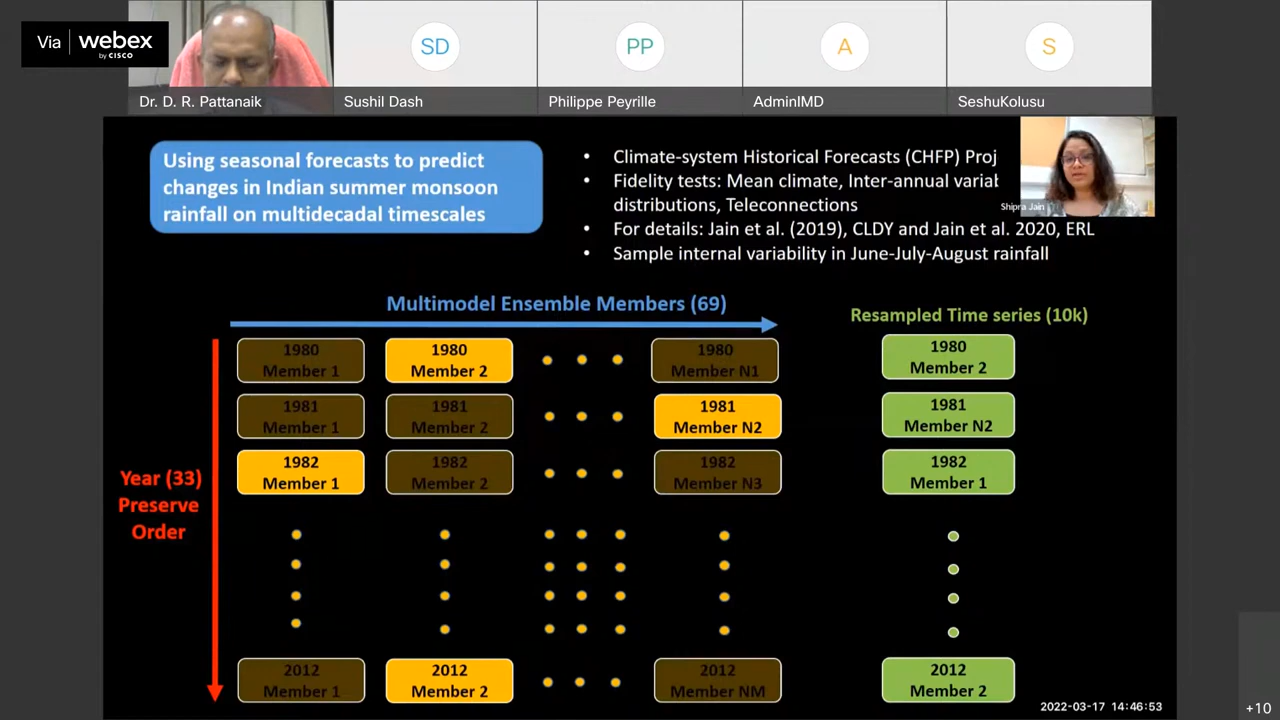 Via webex
by CISCO
SD
PP
A
S
Dr. D. R. Pattanaik
Sushil Dash
Philippe Peyrille
AdminIMD
SeshuKolusu
Using seasonal forecasts to predict
changes in Indian summer monsoon
rainfall on multidecadal timescales
• Climate-system Historical Forecasts (CHFP) Proj
• Fidelity tests: Mean climate, Inter-annual variab
distributions, Teleconnections
• For details: Jain et al. (2019), CLDY and Jain et al. 2020, ERL
• Sample internal variability in June-July-August rainfall
Shipra Jain
Multimodel Ensemble Members (69)
Resampled Time series (10k)
1980
Member 1
1980
Member 2
1980
Member N1
1980
Member 2
1981
Member 1
1981
Member 2
1981
Member N2
1981
Member N2
1982
Member 1
1982
Member 2
1982
Member N3
1982
Member 1
Year (33)
Preserve
Order
2012
Member 1
2012
Member 2
2012
Member NM
2012
Member 2
2022-03-17 14:46:53
+10